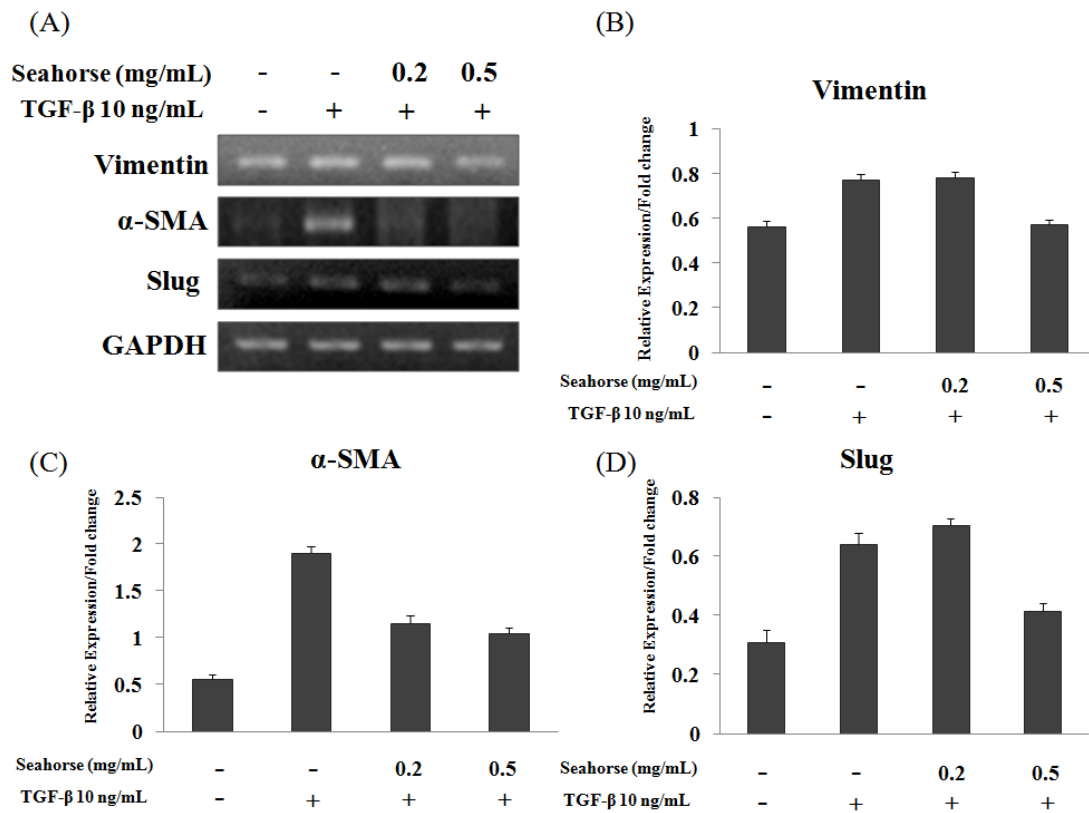 (A)
Seahorse (mg/mL) - - 0.2 0.5
TGF-β 10 ng/mL - + + +
Vimentin
α-SMA
Slug
GAPDH
(B)
Vimentin
Relative Expression/Fold change
1
0.8
0.6
0.4
0.2
0
Seahorse (mg/mL) - - 0.2 0.5
TGF-β 10 ng/mL - + + +
(C)
α-SMA
Relative Expression/Fold change
2.5
2
1.5
1
0.5
0
Seahorse (mg/mL) - - 0.2 0.5
TGF-β 10 ng/mL - + + +
(D)
Slug
Relative Expression/Fold change
0.8
0.6
0.4
0.2
0
Seahorse (mg/mL) - - 0.2 0.5
TGF-β 10 ng/mL - + + +